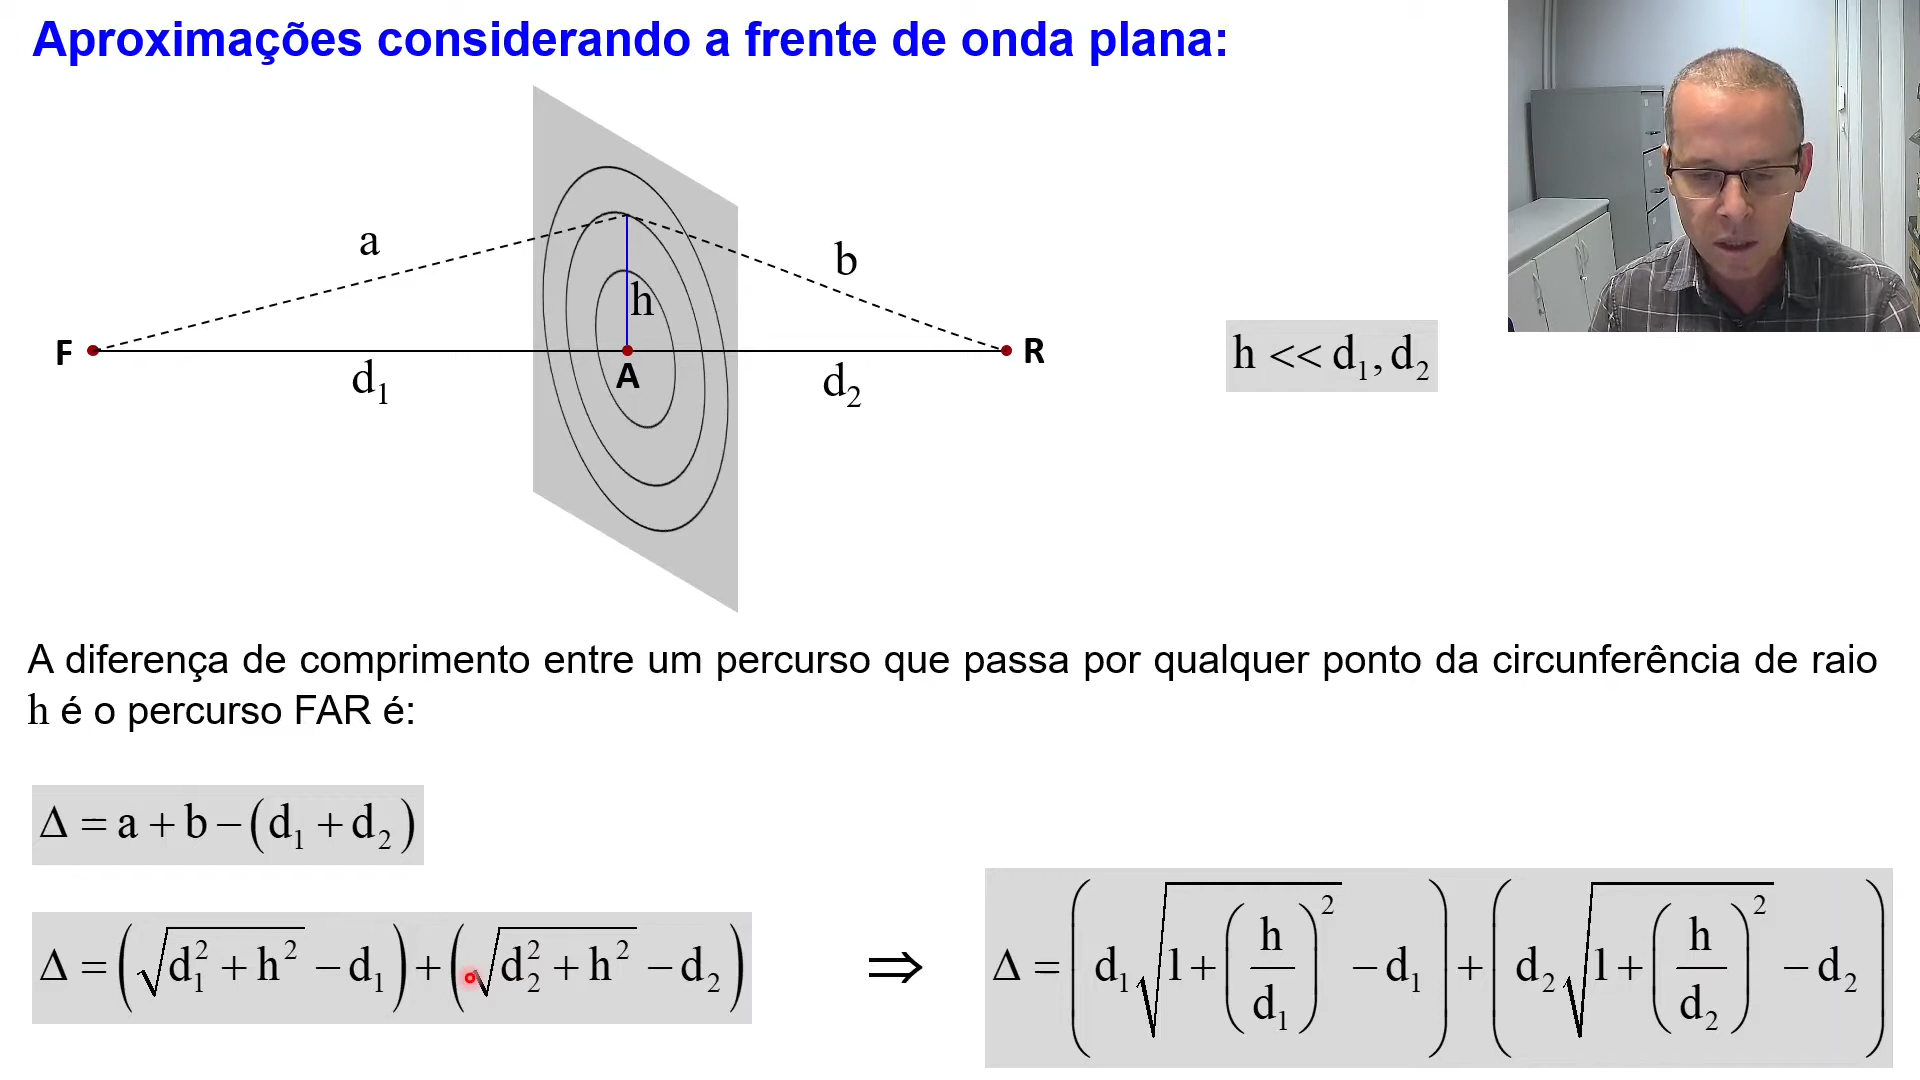 Aproximações considerando a frente de onda plana:
a
b
h
F
A
R
d₁
d₂
h << d₁, d₂
A diferença de comprimento entre um percurso que passa por qualquer ponto da circunferência de raio
h é o percurso FAR é:
Δ = a + b − (d₁ + d₂)
Δ = (√(d₁² + h²) − d₁) + (√(d₂² + h²) − d₂) ⇒ Δ = (d₁√(1 + (h/d₁)²) − d₁) + (d₂√(1 + (h/d₂)²) − d₂)